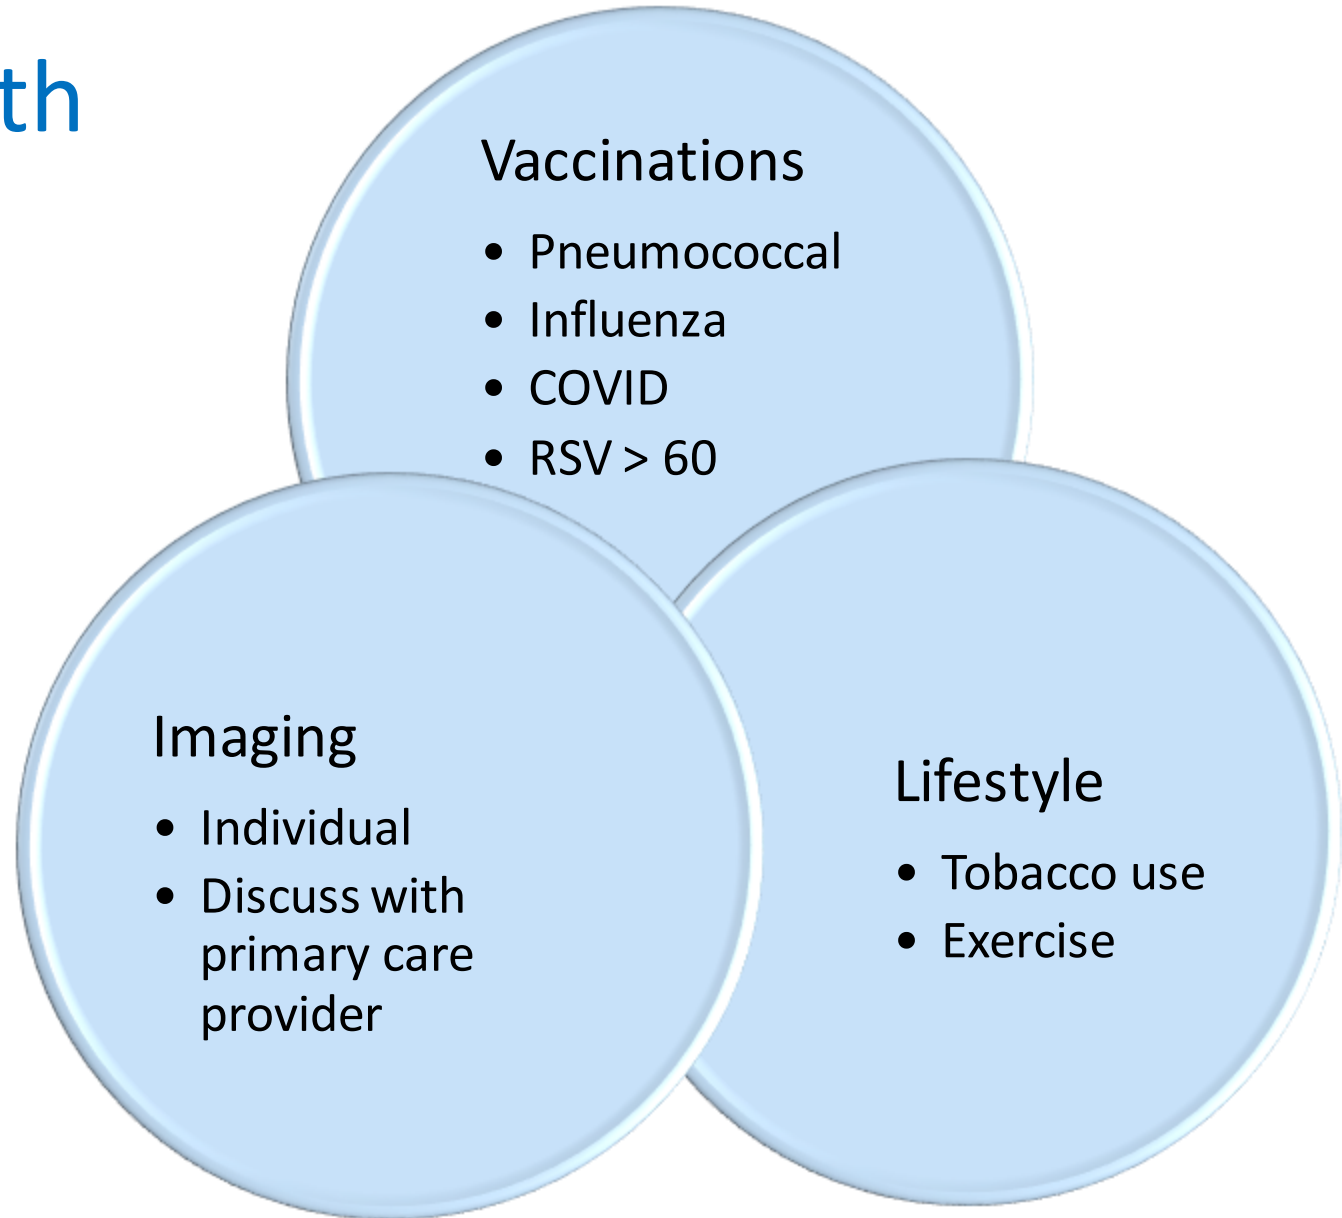 th
Vaccinations
• Pneumococcal
• Influenza
• COVID
• RSV > 60
Imaging
• Individual
• Discuss with
primary care
provider
Lifestyle
• Tobacco use
• Exercise